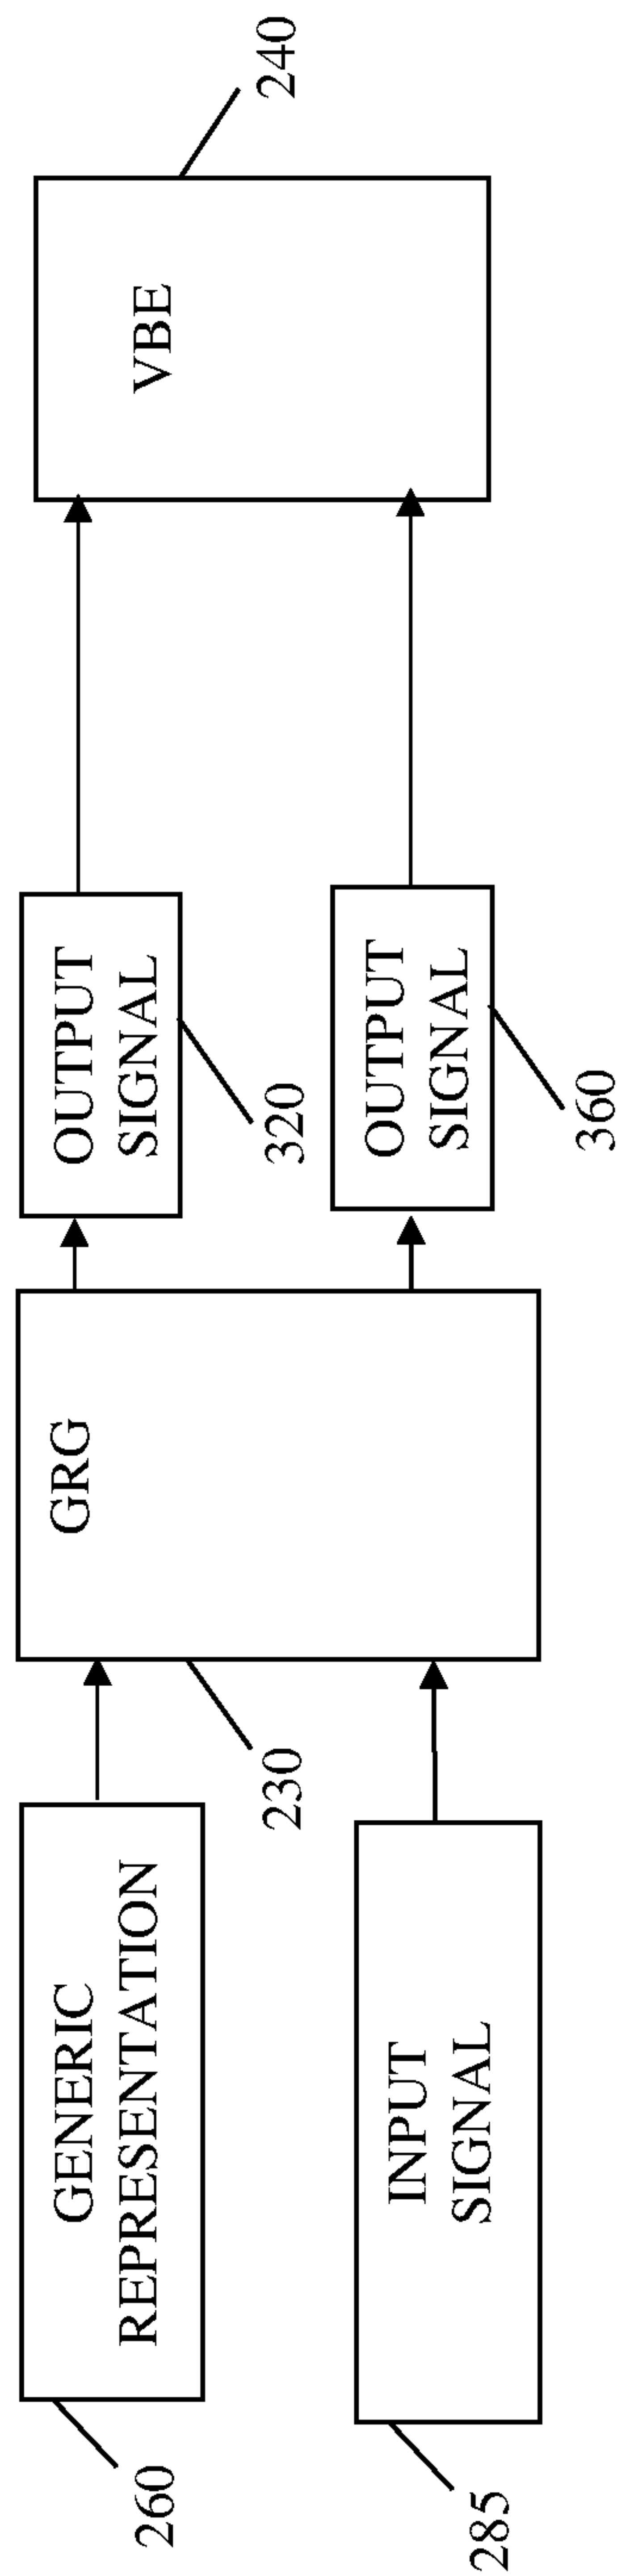 260
GENERIC
REPRESENTATION
285
INPUT
SIGNAL
230
GRG
OUTPUT
SIGNAL
320
OUTPUT
SIGNAL
360
VBE
240